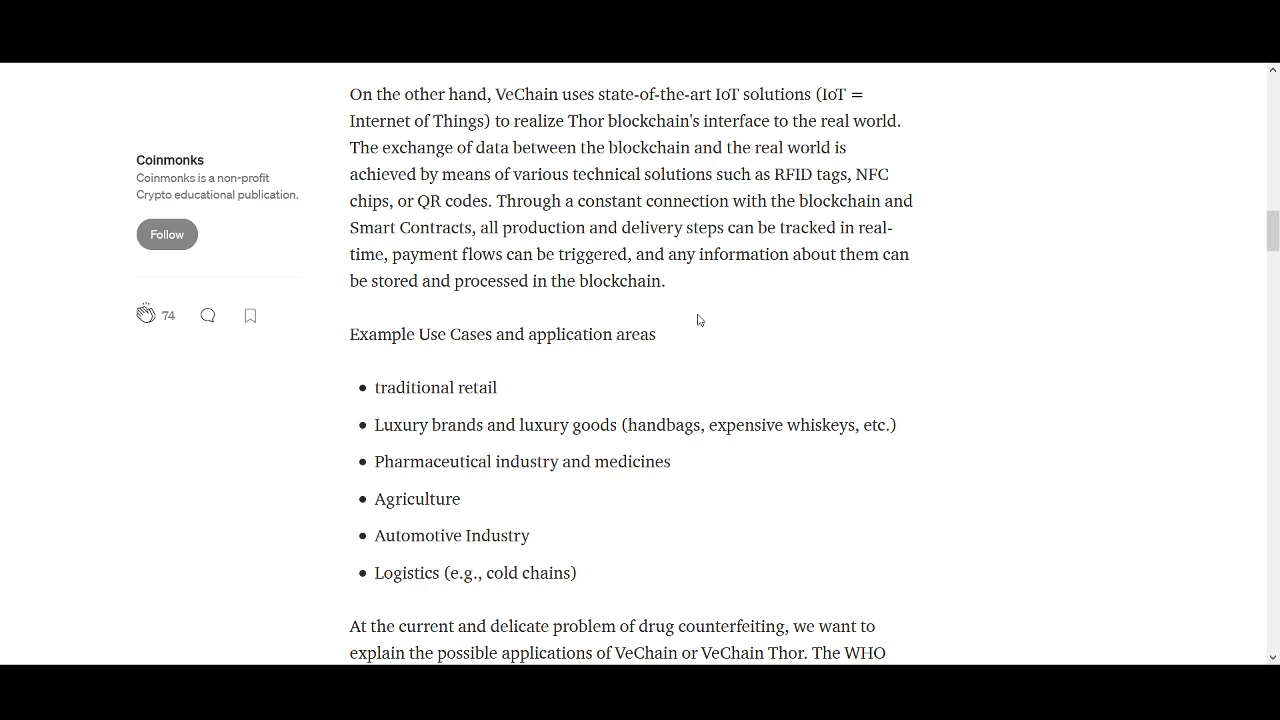 On the other hand, VeChain uses state-of-the-art IoT solutions (IoT =
Internet of Things) to realize Thor blockchain's interface to the real world.
The exchange of data between the blockchain and the real world is
achieved by means of various technical solutions such as RFID tags, NFC
chips, or QR codes. Through a constant connection with the blockchain and
Smart Contracts, all production and delivery steps can be tracked in real-
time, payment flows can be triggered, and any information about them can
be stored and processed in the blockchain.
Coinmonks
Coinmonks is a non-profit
Crypto educational publication.
Follow
74
Example Use Cases and application areas
• traditional retail
• Luxury brands and luxury goods (handbags, expensive whiskeys, etc.)
• Pharmaceutical industry and medicines
• Agriculture
• Automotive Industry
• Logistics (e.g., cold chains)
At the current and delicate problem of drug counterfeiting, we want to
explain the possible applications of VeChain or VeChain Thor. The WHO